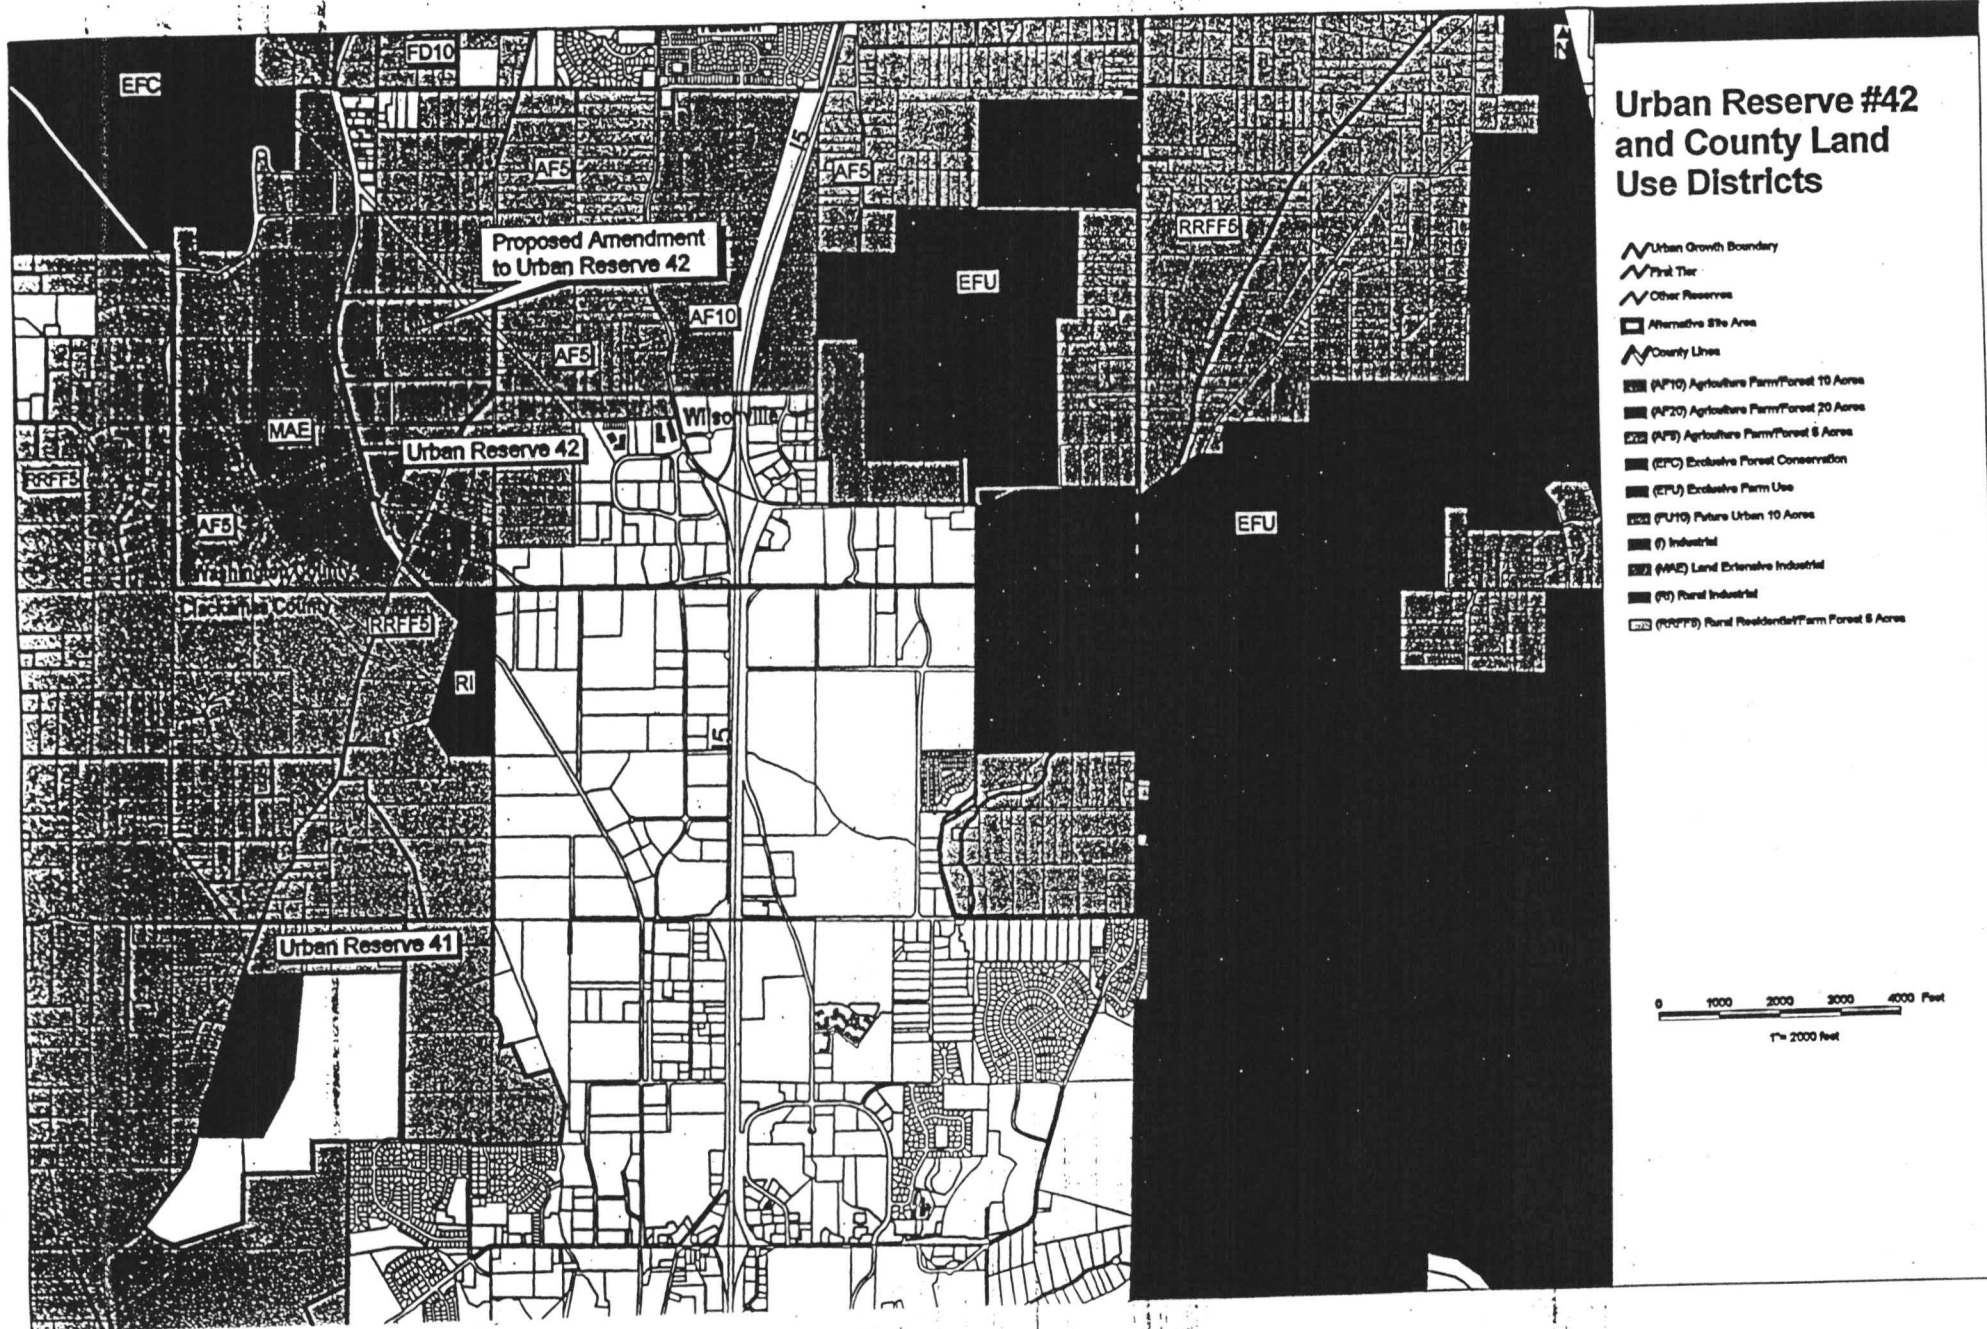 Urban Reserve #42
and County Land
Use Districts
Urban Growth Boundary
First Tier
Other Reserves
Alternative Site Area
County Lines
(AF10) Agriculture Farm/Forest 10 Acres
(AF20) Agriculture Farm/Forest 20 Acres
(AF5) Agriculture Farm/Forest 5 Acres
(EFC) Exclusive Forest Conservation
(EFU) Exclusive Farm Use
(FU10) Future Urban 10 Acres
(I) Industrial
(MAE) Land Extensive Industrial
(RI) Rural Industrial
(RRFF5) Rural Residential/Farm Forest 5 Acres
0 1000 2000 3000 4000 Feet
1"= 2000 feet
N
EFC
FD10
I5
AF5
AF5
RRFF5
Proposed Amendment
to Urban Reserve 42
EFU
AF10
AF5
Wilsonville
MAE
Urban Reserve 42
RRFF5
AF5
EFU
Washington County
Clackamas County
RRFF5
RI
I5
Urban Reserve 41